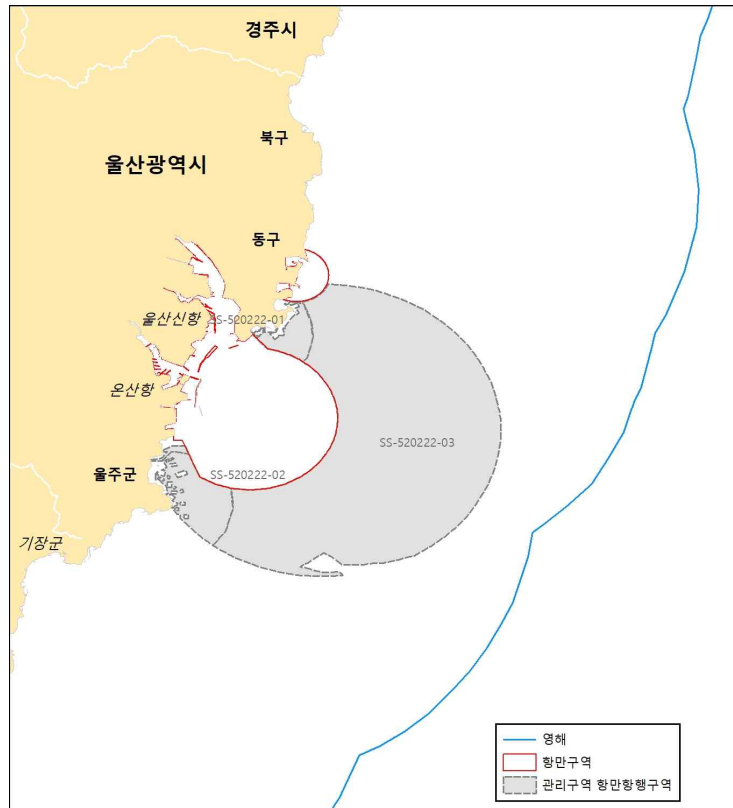 경주시
북구
울산광역시
동구
울산신항
SS-520222-01
온산항
SS-520222-03
울주군
SS-520222-02
기장군
영해
항만구역
관리구역 항만항행구역